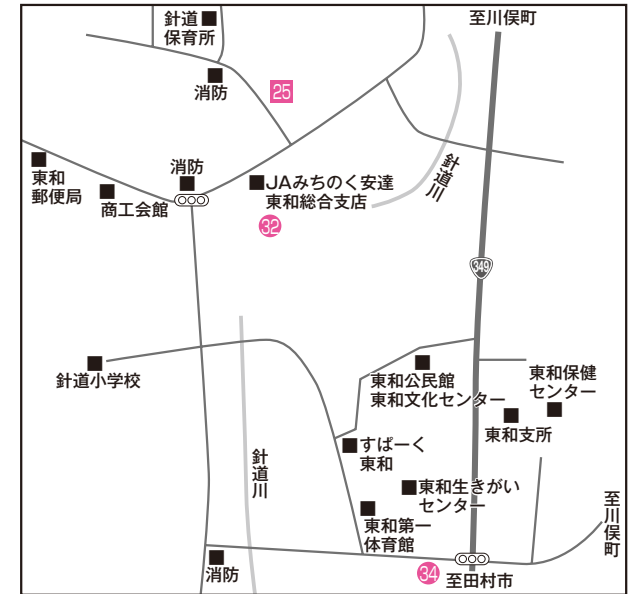 針道
保育所
至川俣町
消防
25
東和
郵便局
商工会館
消防
JAみちのく安達
東和総合支店
32
針道川
349
針道小学校
東和公民館
東和文化センター
東和保健
センター
東和支所
すぱーく
東和
針道川
東和生きがい
センター
東和第一
体育館
至川俣町
消防
34
至田村市